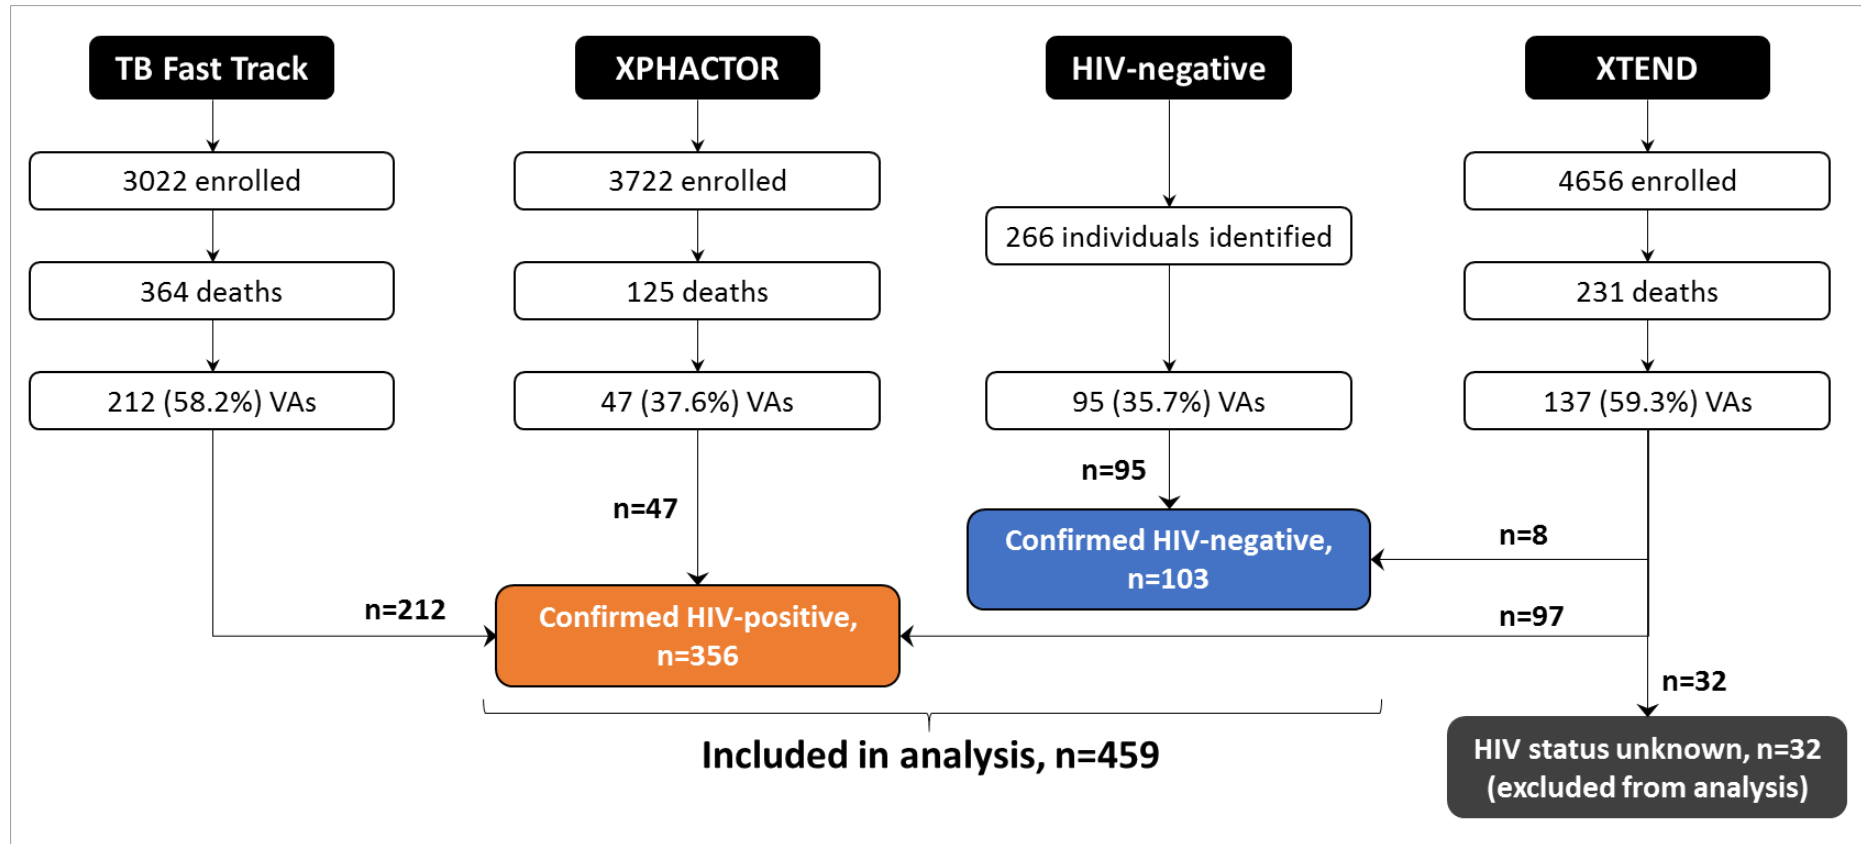 TB Fast Track
XPHACTOR
HIV-negative
XTEND
3022 enrolled
3722 enrolled
266 individuals identified
4656 enrolled
364 deaths
125 deaths
231 deaths
212 (58.2%) VAs
47 (37.6%) VAs
95 (35.7%) VAs
137 (59.3%) VAs
n=95
n=47
Confirmed HIV-negative,
n=103
n=8
n=212
Confirmed HIV-positive,
n=356
n=97
n=32
Included in analysis, n=459
HIV status unknown, n=32
(excluded from analysis)